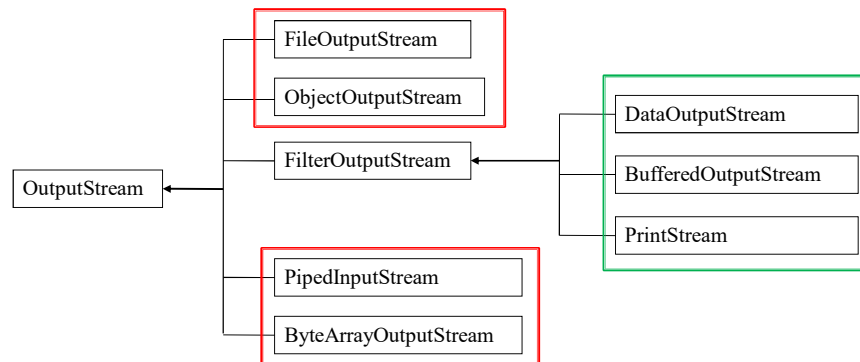 FileOutputStream
ObjectOutputStream
DataOutputStream
FilterOutputStream
OutputStream
BufferedOutputStream
PrintStream
PipedInputStream
ByteArrayOutputStream